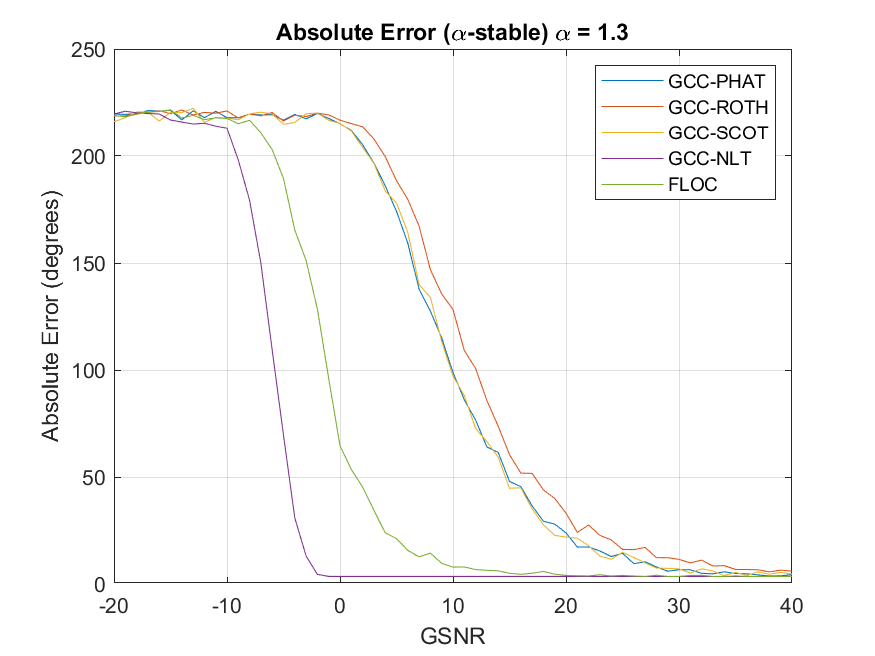 Absolute Error (α-stable) α = 1.3
250
200
150
100
50
0
Absolute Error (degrees)
GCC-PHAT
GCC-ROTH
GCC-SCOT
GCC-NLT
FLOC
-20 -10 0 10 20 30 40
GSNR